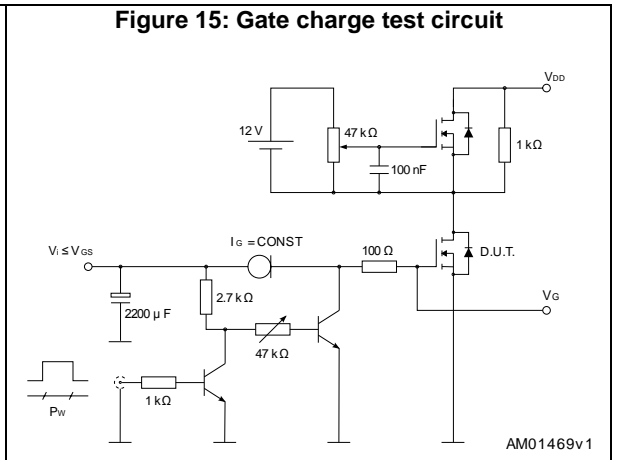 Figure 15: Gate charge test circuit
VDD
12 V
47 kΩ
1 kΩ
100 nF
Vi ≤ VGS
IG = CONST
100 Ω
D.U.T.
2.7 kΩ
VG
2200 μF
47 kΩ
1 kΩ
PW
AM01469v1